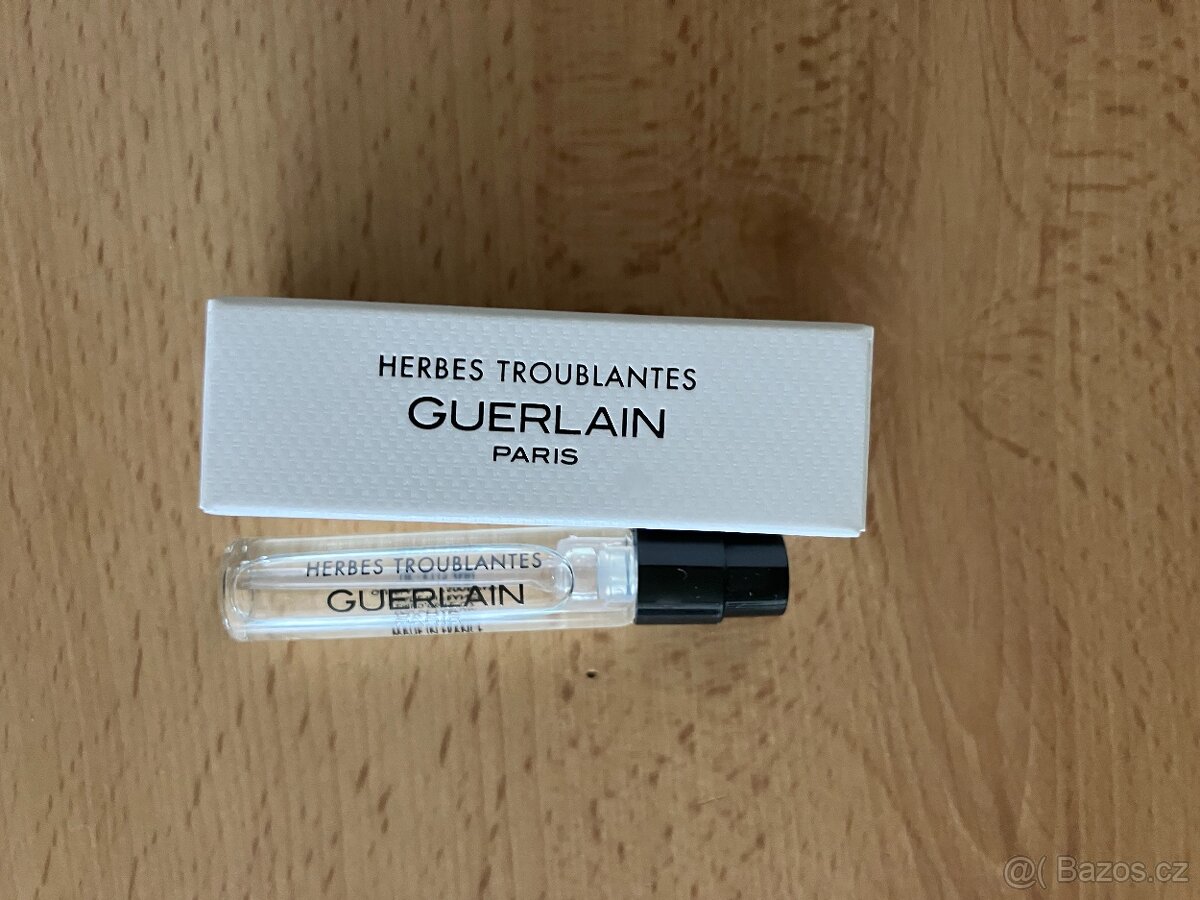 HERBES TROUBLANTES
GUERLAIN
PARIS
HERBES TROUBLANTES
GUERLAIN
@( Bazos.cz